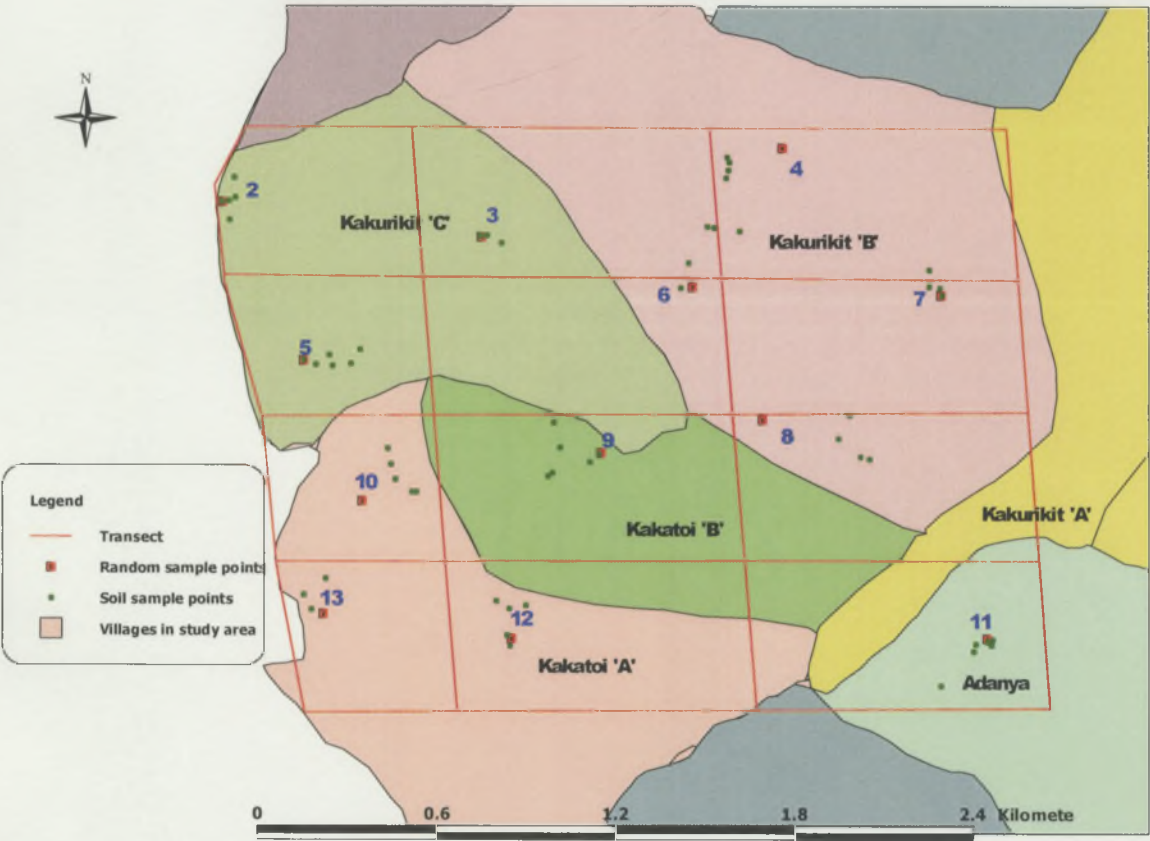 N
4
2
3
Kakurikit 'C'
Kakurikit 'B'
6
7
5
8
9
10
Legend
Kakurikit 'A'
Kakatoi 'B'
Transect
Random sample points
Soil sample points
13
12
11
Villages in study area
Kakatoi 'A'
Adanya
0 0.6 1.2 1.8 2.4 Kilomete